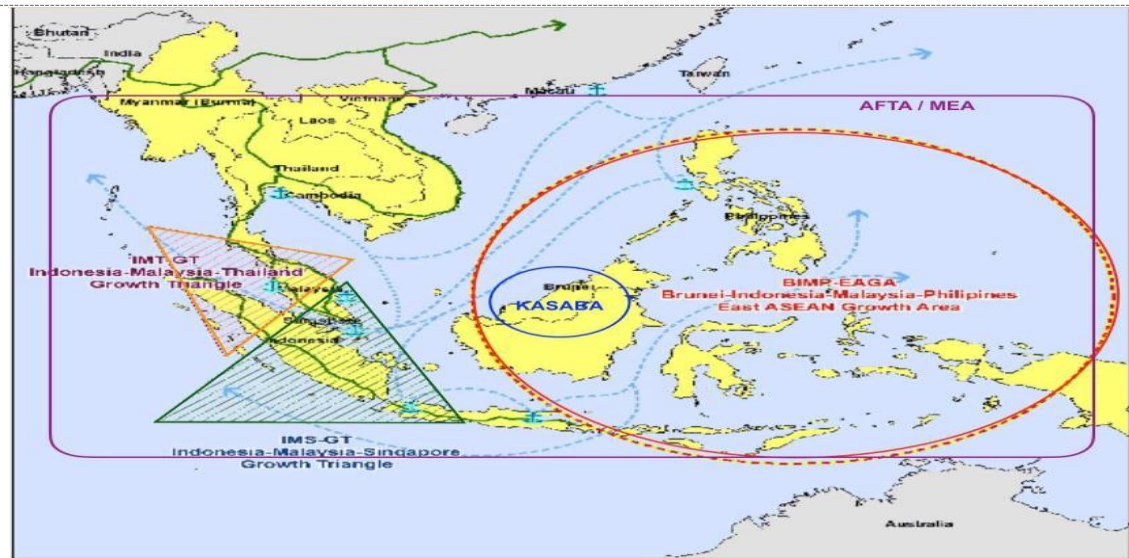 Bhutan
India
Bangladesh
Taiwan
Macau
Myanmar (Burma)
Vietnam
AFTA / MEA
Laos
Thailand
Cambodia
Philippines
IMT-GT
Indonesia-Malaysia-Thailand
Growth Triangle
Malaysia
Brunei
KASABA
BIMP-EAGA
Brunei-Indonesia-Malaysia-Philipines
East ASEAN Growth Area
Indonesia
IMS-GT
Indonesia-Malaysia-Singapore
Growth Triangle
Australia